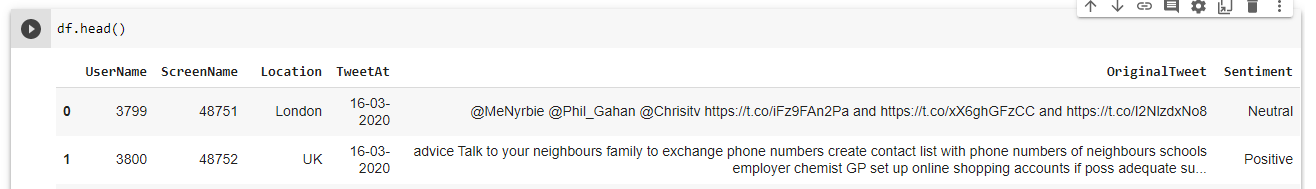 df.head()
UserName ScreenName Location TweetAt OriginalTweet Sentiment
0 3799 48751 London 16-03-2020 @MeNyrbie @Phil_Gahan @Chrisitv https://t.co/iFz9FAn2Pa and https://t.co/xX6ghGFzCC and https://t.co/I2NlzdxNo8 Neutral
1 3800 48752 UK 16-03-2020 advice Talk to your neighbours family to exchange phone numbers create contact list with phone numbers of neighbours schools
employer chemist GP set up online shopping accounts if poss adequate su... Positive